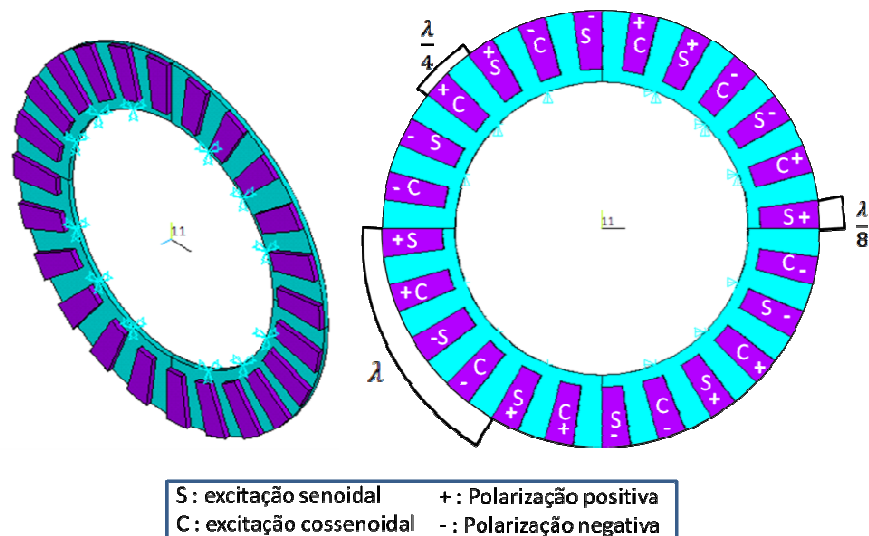 λ/4
+ S
- C
- S
+ C
+ S
C -
+ C
S -
- S
C +
- C
S +
λ/8
11
11
+ S
C -
+ C
S -
- S
C +
λ
C -
S +
S +
C +
S -
C -
S : excitação senoidal
+ : Polarização positiva
C : excitação cossenoidal
- : Polarização negativa